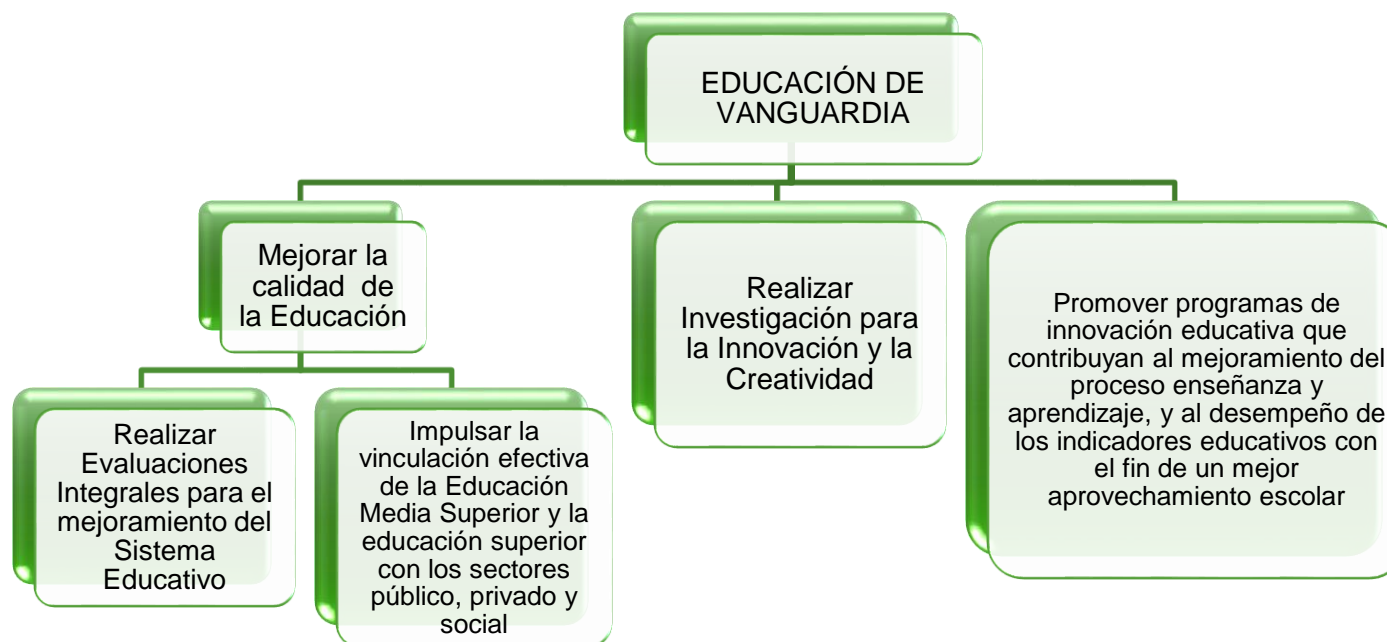 EDUCACIÓN DE
VANGUARDIA
Mejorar la
calidad de
la Educación
Realizar
Investigación para
la Innovación y la
Creatividad
Promover programas de
innovación educativa que
contribuyan al mejoramiento del
proceso enseñanza y
aprendizaje, y al desempeño de
los indicadores educativos con
el fin de un mejor
aprovechamiento escolar
Realizar
Evaluaciones
Integrales para el
mejoramiento del
Sistema
Educativo
Impulsar la
vinculación efectiva
de la Educación
Media Superior y la
educación superior
con los sectores
público, privado y
social